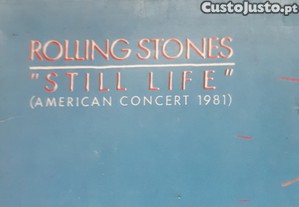 Custojusto.pt
ROLLING STONES
"STILL LIFE"
(AMERICAN CONCERT 1981)